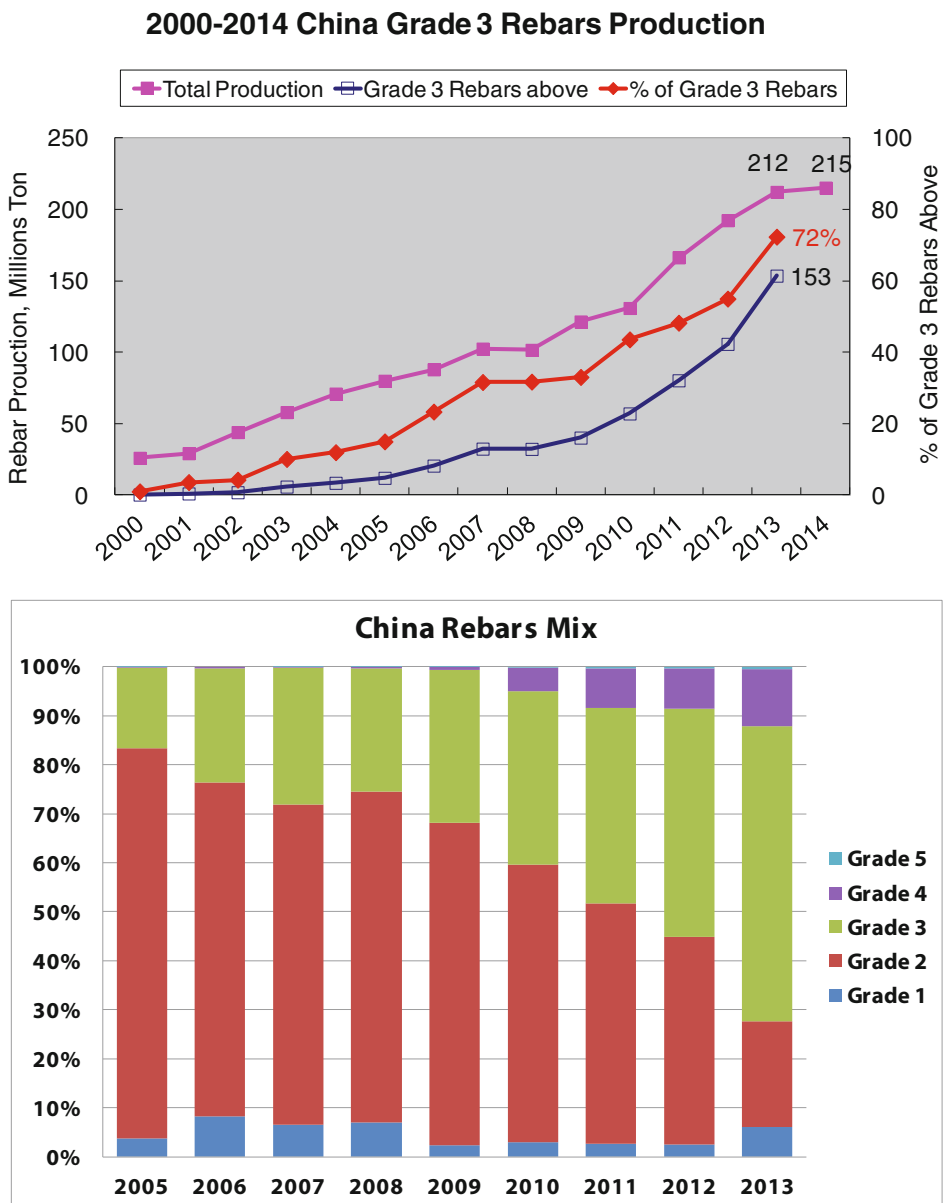 2000-2014 China Grade 3 Rebars Production
Total Production Grade 3 Rebars above % of Grade 3 Rebars
Rebar Prouction, Millions Ton
250
200
150
100
50
0
212 215
72%
153
100
80
60
40
20
0
% of Grade 3 Rebars Above
2000 2001 2002 2003 2004 2005 2006 2007 2008 2009 2010 2011 2012 2013 2014
China Rebars Mix
100%
90%
80%
70%
60%
50%
40%
30%
20%
10%
0%
Grade 5
Grade 4
Grade 3
Grade 2
Grade 1
2005 2006 2007 2008 2009 2010 2011 2012 2013